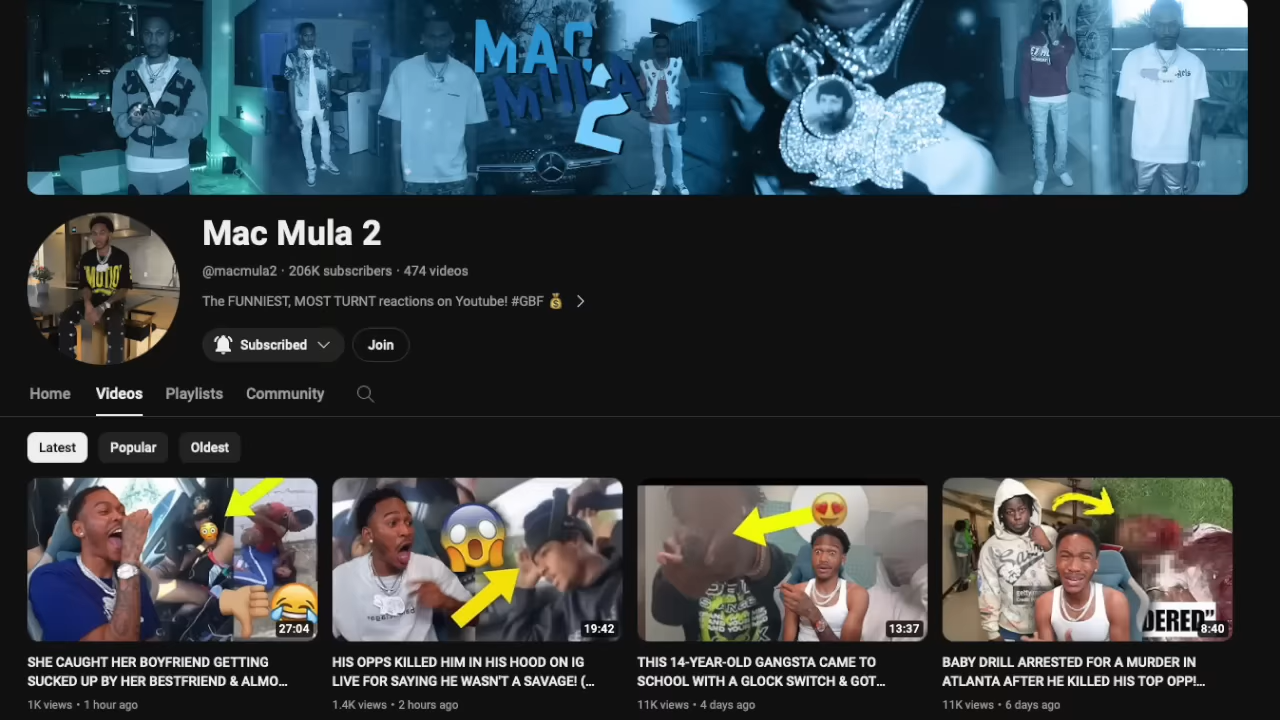 MAC
MULA
2
Mac Mula 2
@macmula2 · 206K subscribers · 474 videos
The FUNNIEST, MOST TURNT reactions on Youtube! #GBF 💰
Subscribed
Join
Home Videos Playlists Community
Latest Popular Oldest
27:04 19:42 13:37 DERED" 8:40
SHE CAUGHT HER BOYFRIEND GETTING
SUCKED UP BY HER BESTFRIEND & ALMO...
1K views • 1 hour ago
HIS OPPS KILLED HIM IN HIS HOOD ON IG
LIVE FOR SAYING HE WASN'T A SAVAGE! (...
1.4K views • 2 hours ago
THIS 14-YEAR-OLD GANGSTA CAME TO
SCHOOL WITH A GLOCK SWITCH & GOT...
11K views • 4 days ago
BABY DRILL ARRESTED FOR A MURDER IN
ATLANTA AFTER HE KILLED HIS TOP OPP!...
11K views • 6 days ago